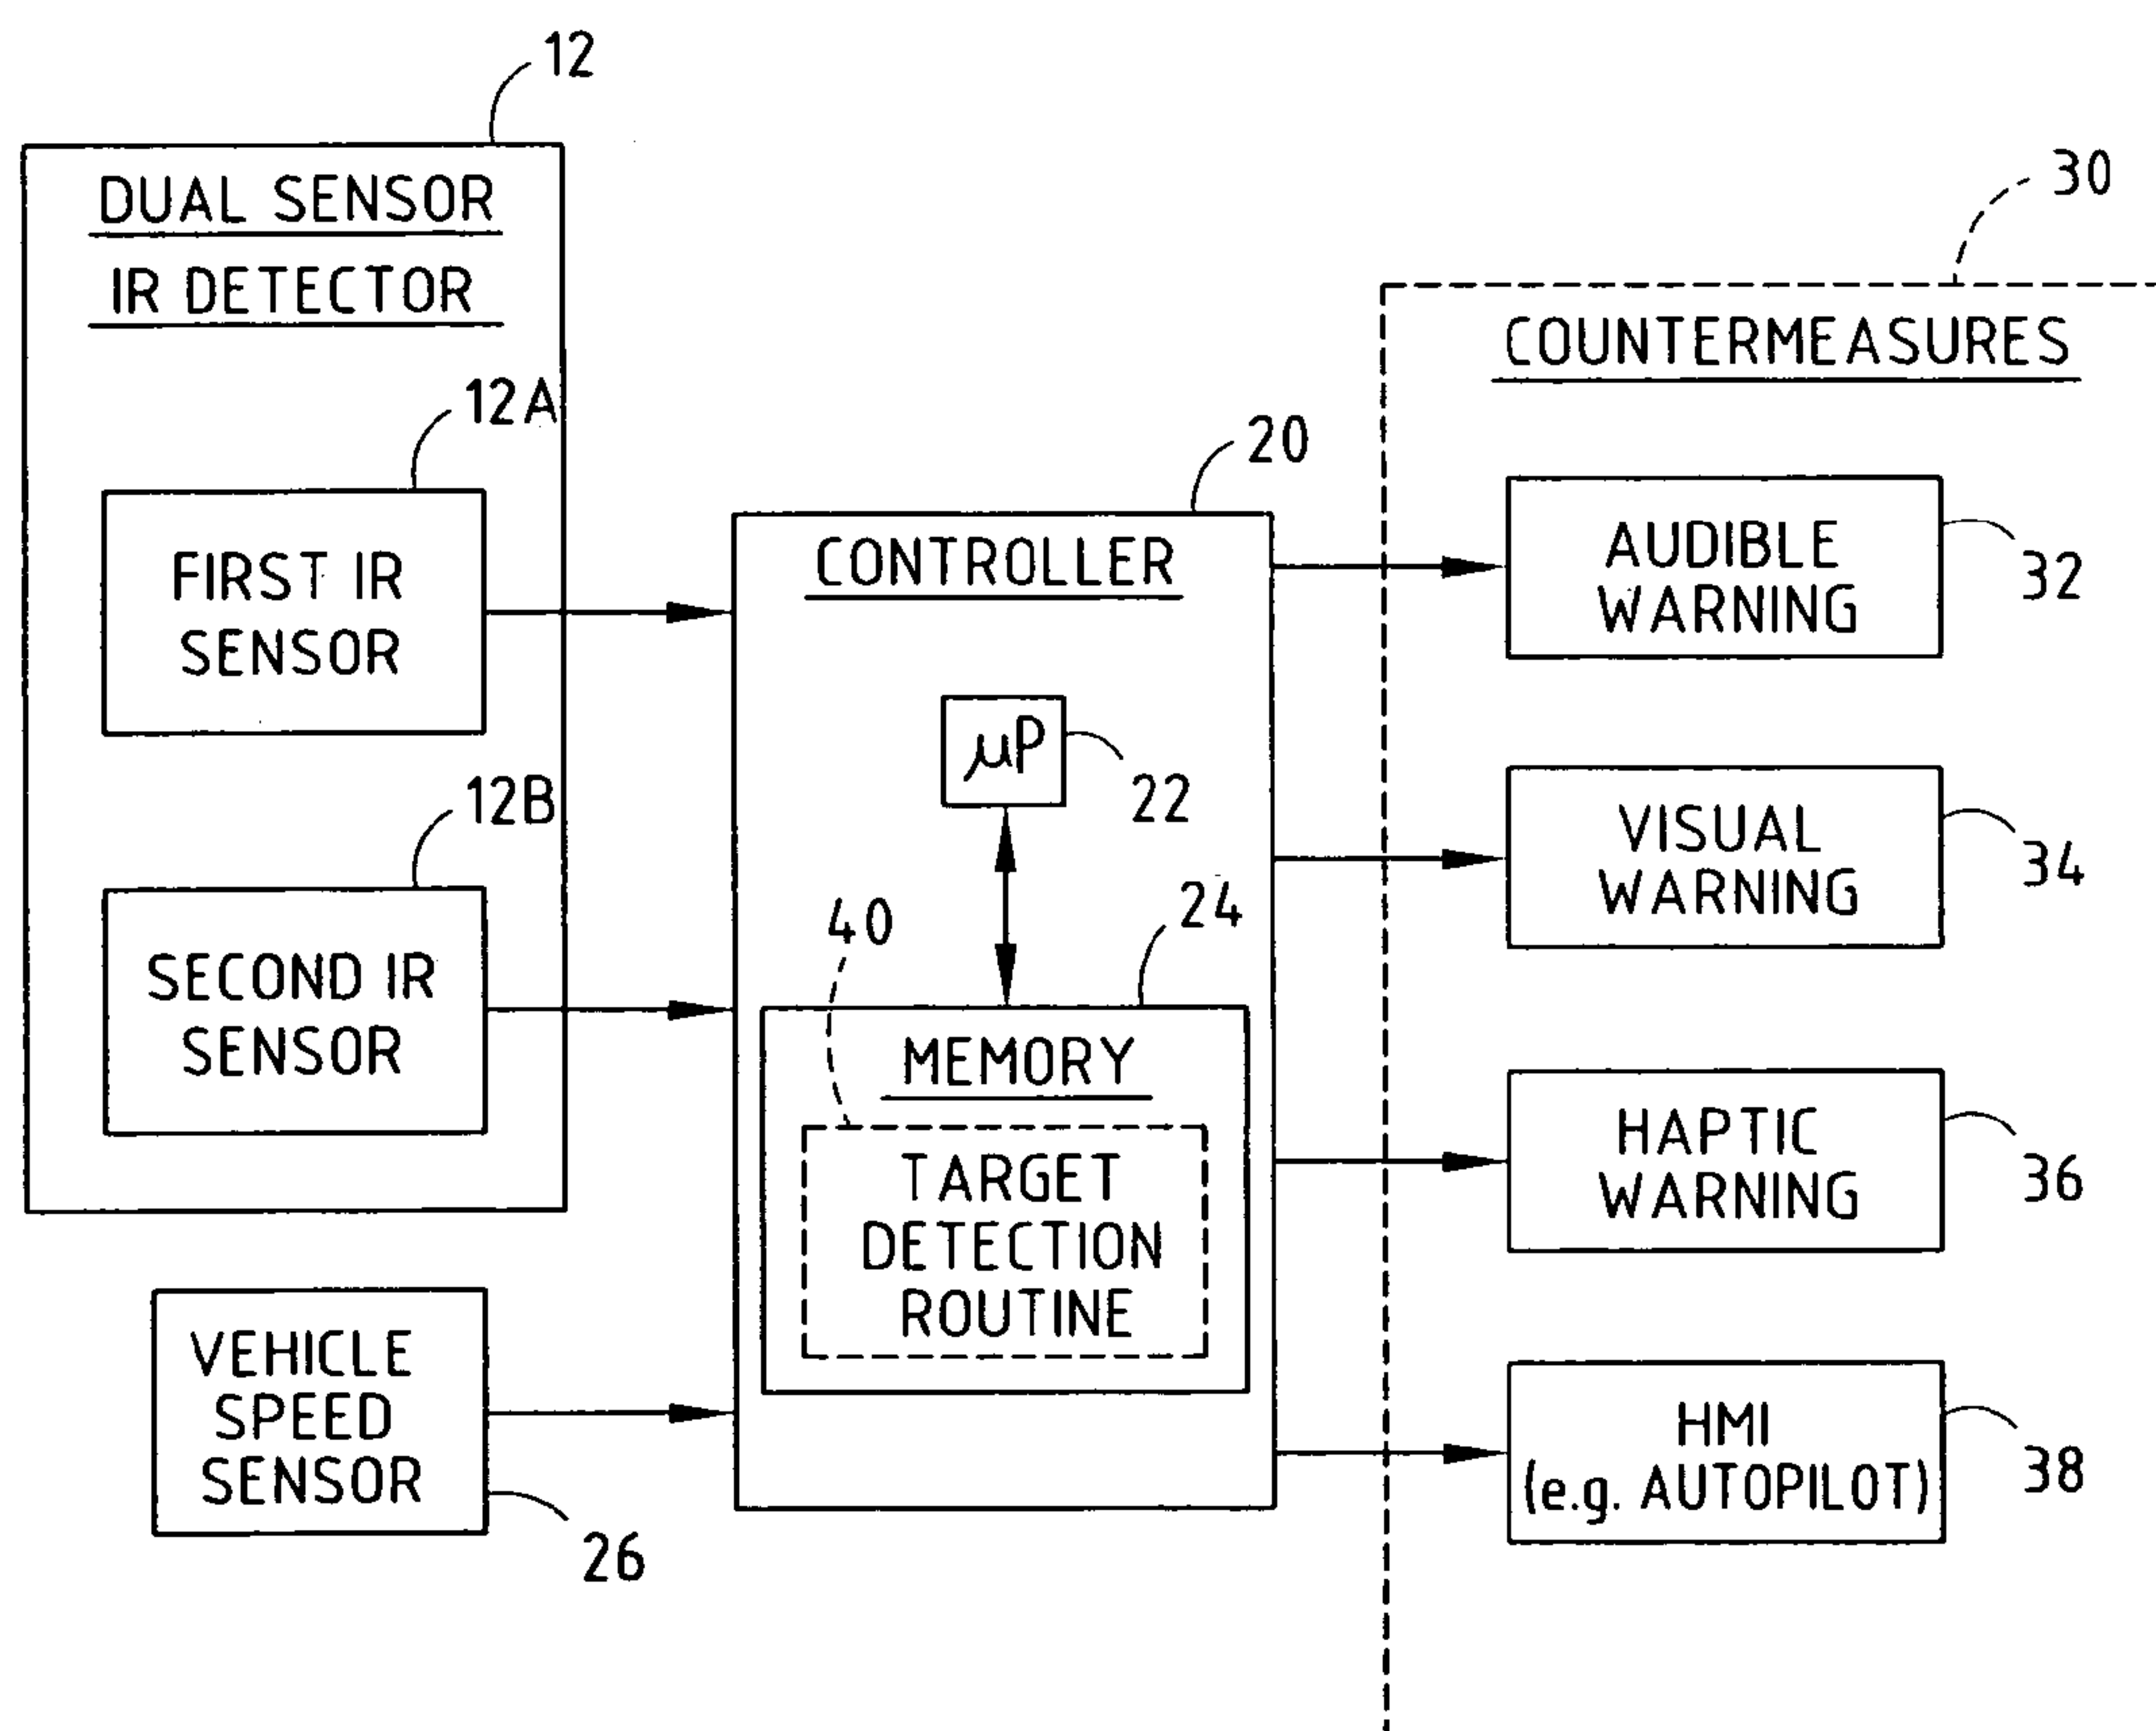 12
DUAL SENSOR
IR DETECTOR
12A
FIRST IR
SENSOR
12B
SECOND IR
SENSOR
VEHICLE
SPEED
SENSOR
26
20
CONTROLLER
μP
22
24
40
MEMORY
TARGET
DETECTION
ROUTINE
30
COUNTERMEASURES
AUDIBLE
WARNING
32
VISUAL
WARNING
34
HAPTIC
WARNING
36
HMI
(e.g. AUTOPILOT)
38